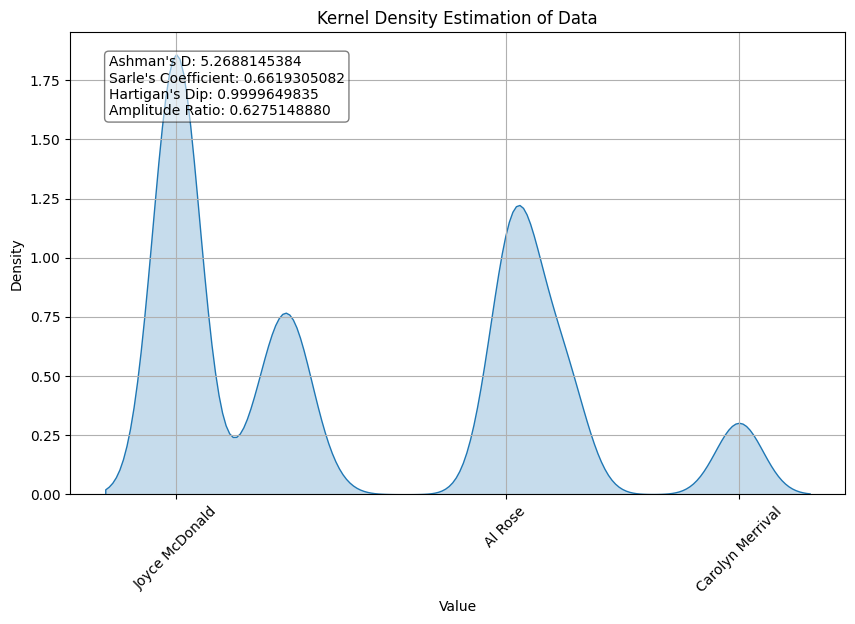 Kernel Density Estimation of Data
Ashman's D: 5.2688145384
Sarle's Coefficient: 0.6619305082
Hartigan's Dip: 0.9999649835
Amplitude Ratio: 0.6275148880
Density
1.75
1.50
1.25
1.00
0.75
0.50
0.25
0.00
Joyce McDonald
Al Rose
Carolyn Merrival
Value